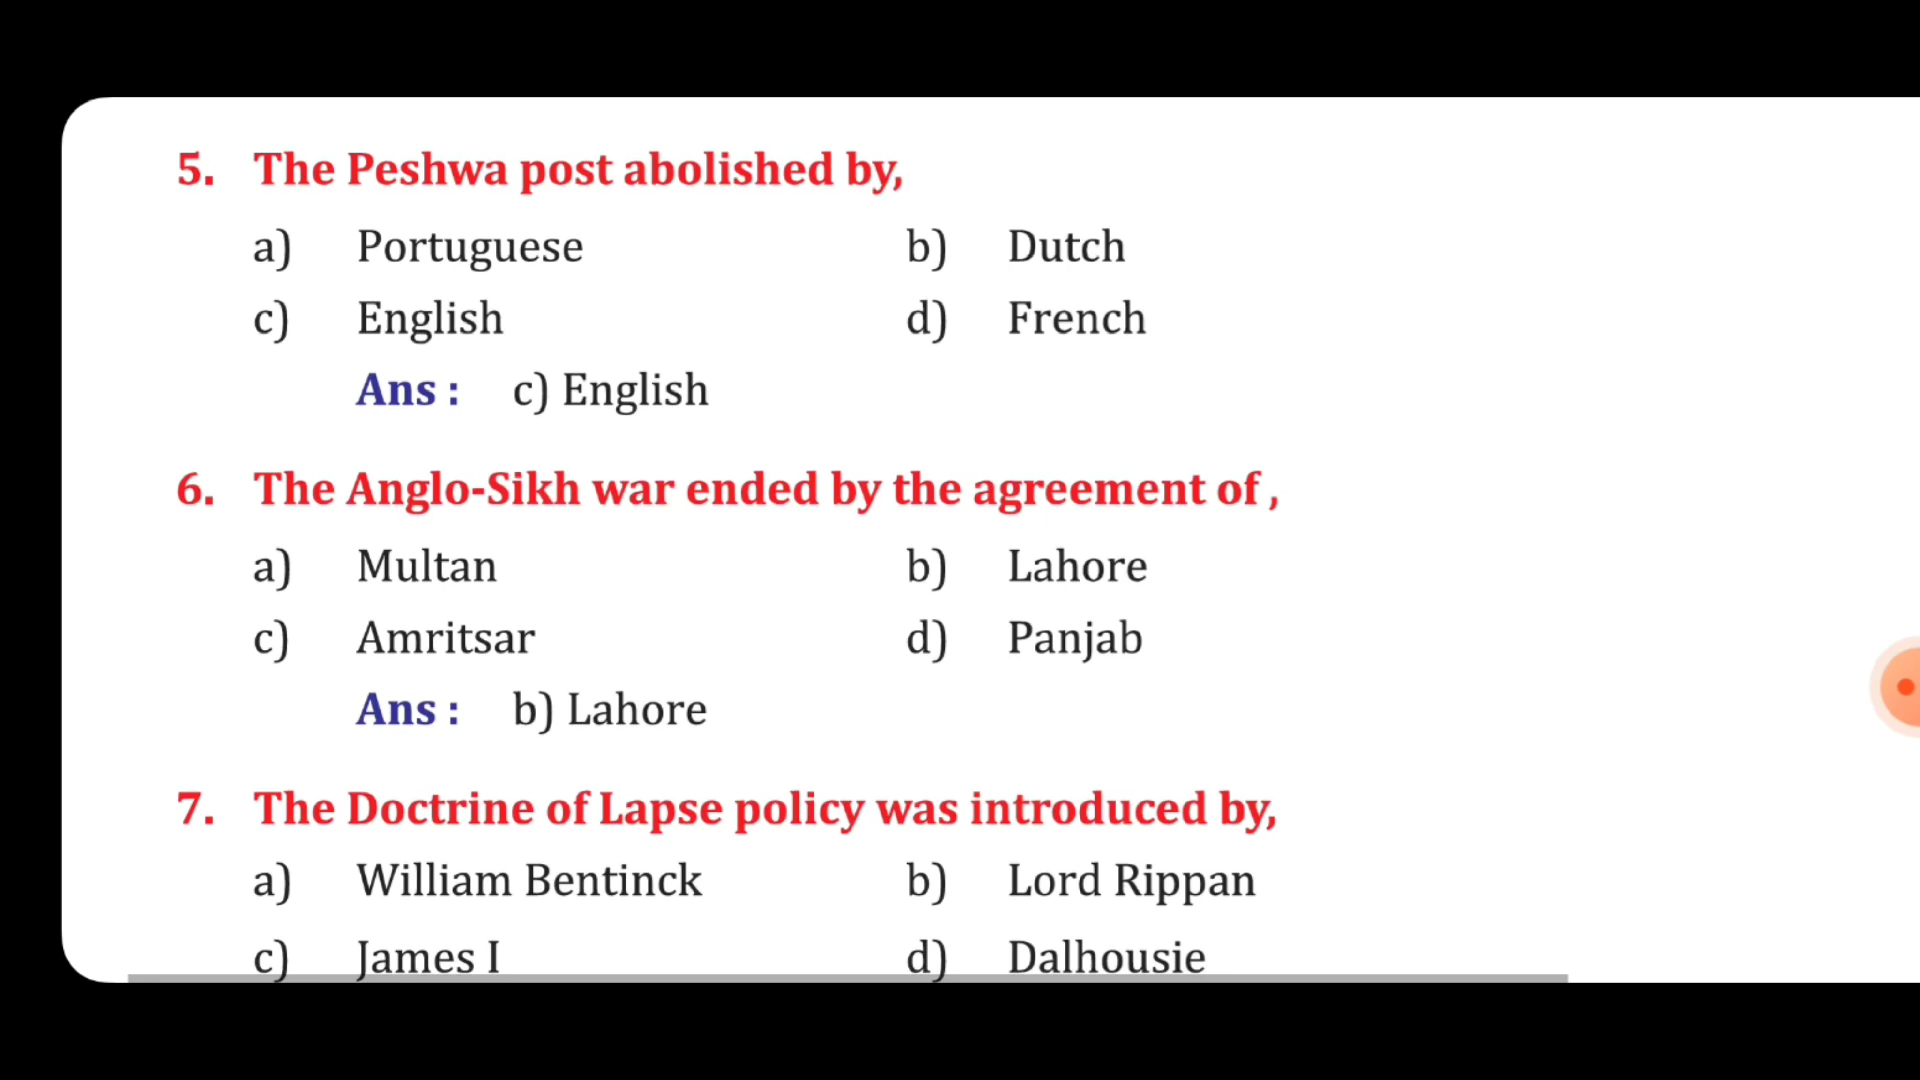 5. The Peshwa post abolished by,
a) Portuguese b) Dutch
c) English d) French
Ans : c) English
6. The Anglo-Sikh war ended by the agreement of ,
a) Multan b) Lahore
c) Amritsar d) Panjab
Ans : b) Lahore
7. The Doctrine of Lapse policy was introduced by,
a) William Bentinck b) Lord Rippan
c) James I d) Dalhousie